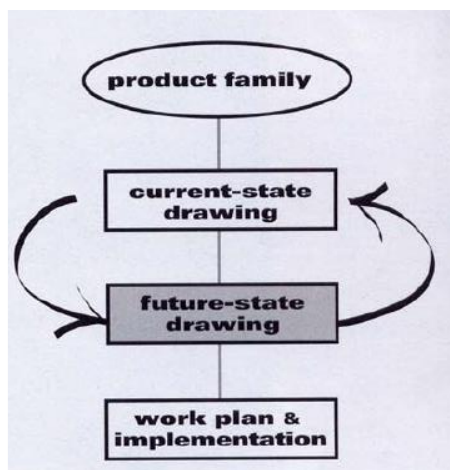 product family
current-state
drawing
future-state
drawing
work plan &
implementation